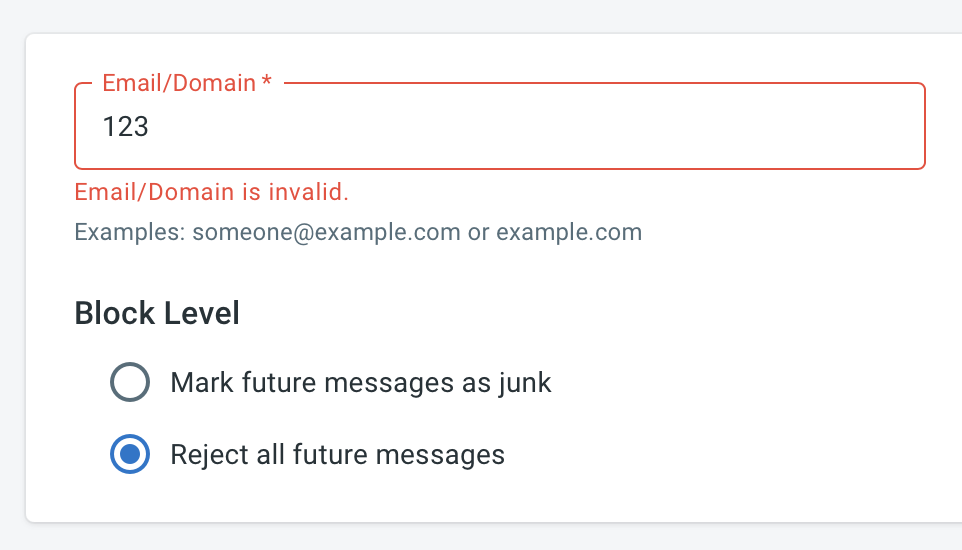 Email/Domain *
123
Email/Domain is invalid.
Examples: someone@example.com or example.com
Block Level
Mark future messages as junk
Reject all future messages